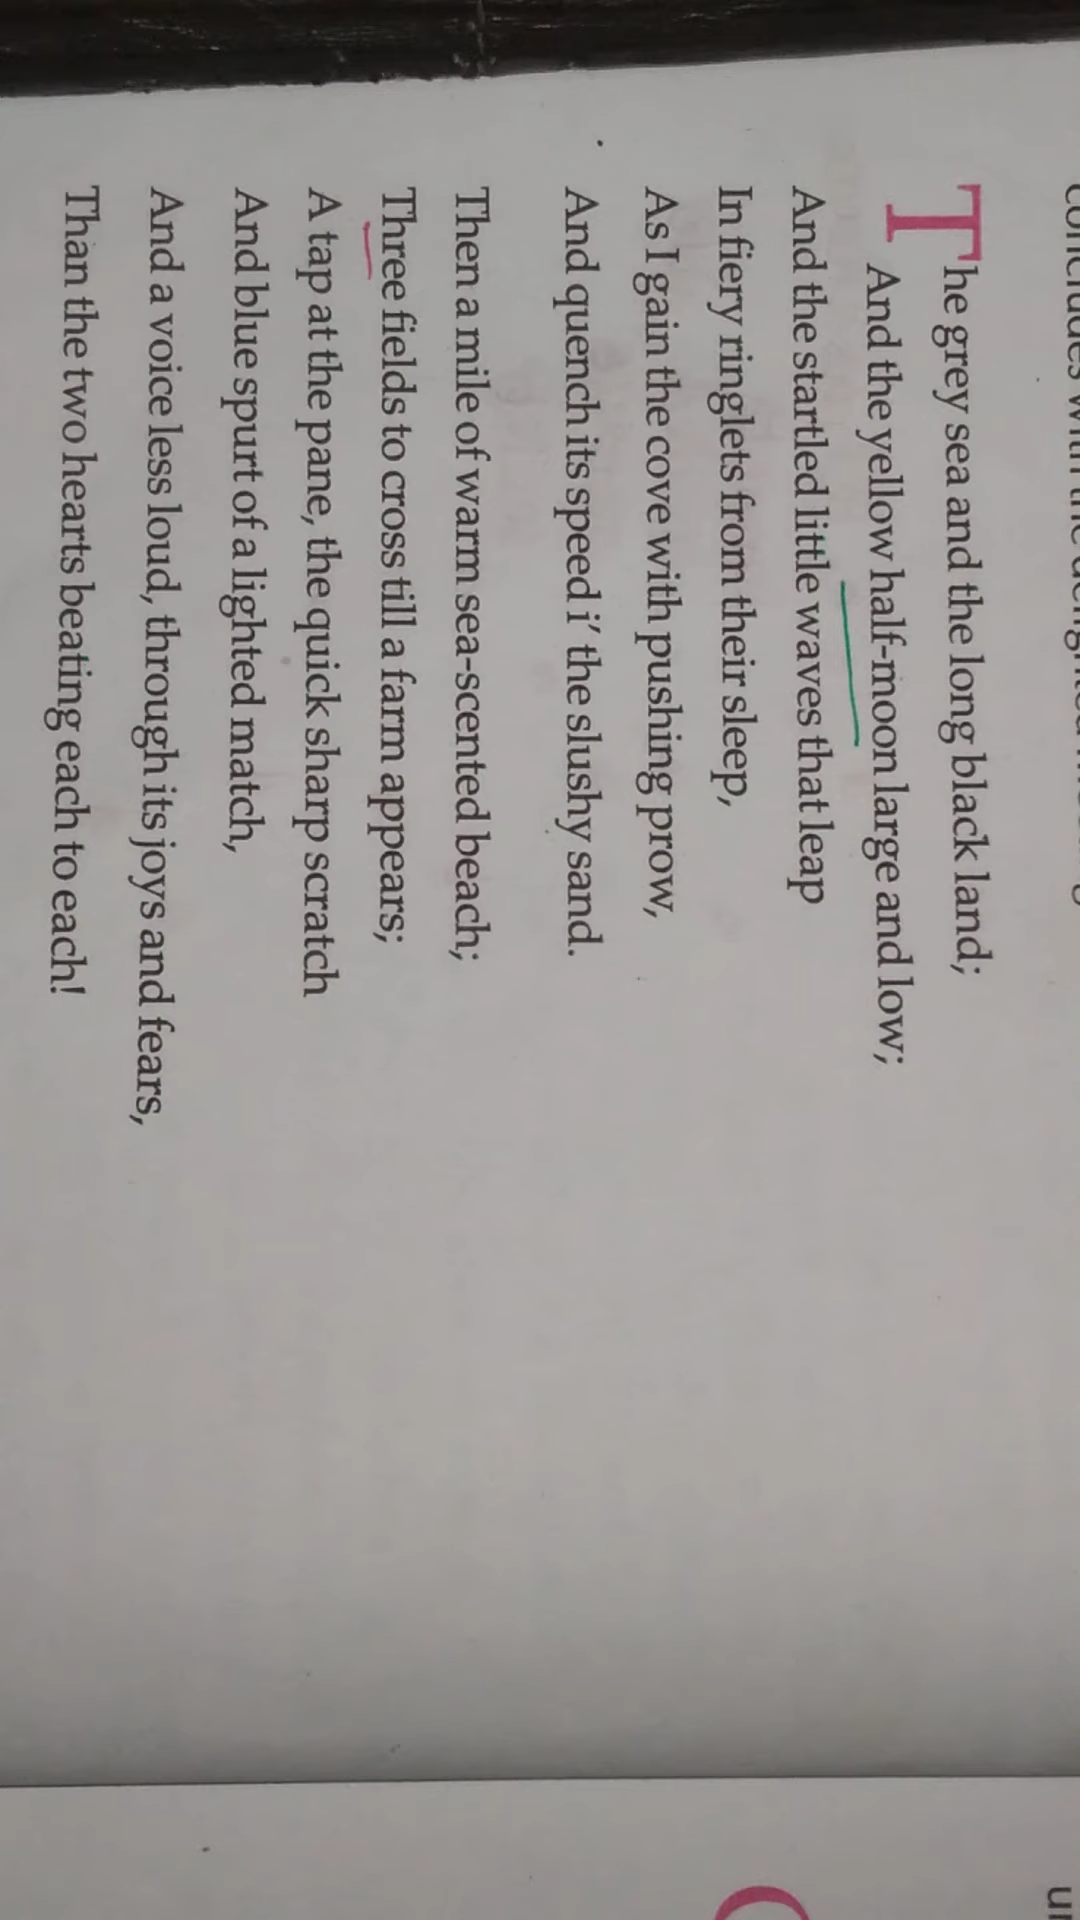 The grey sea and the long black land;
And the yellow half-moon large and low;
And the startled little waves that leap
In fiery ringlets from their sleep,
As I gain the cove with pushing prow,
And quench its speed i' the slushy sand.
Then a mile of warm sea-scented beach;
Three fields to cross till a farm appears;
A tap at the pane, the quick sharp scratch
And blue spurt of a lighted match,
And a voice less loud, through its joys and fears,
Than the two hearts beating each to each!